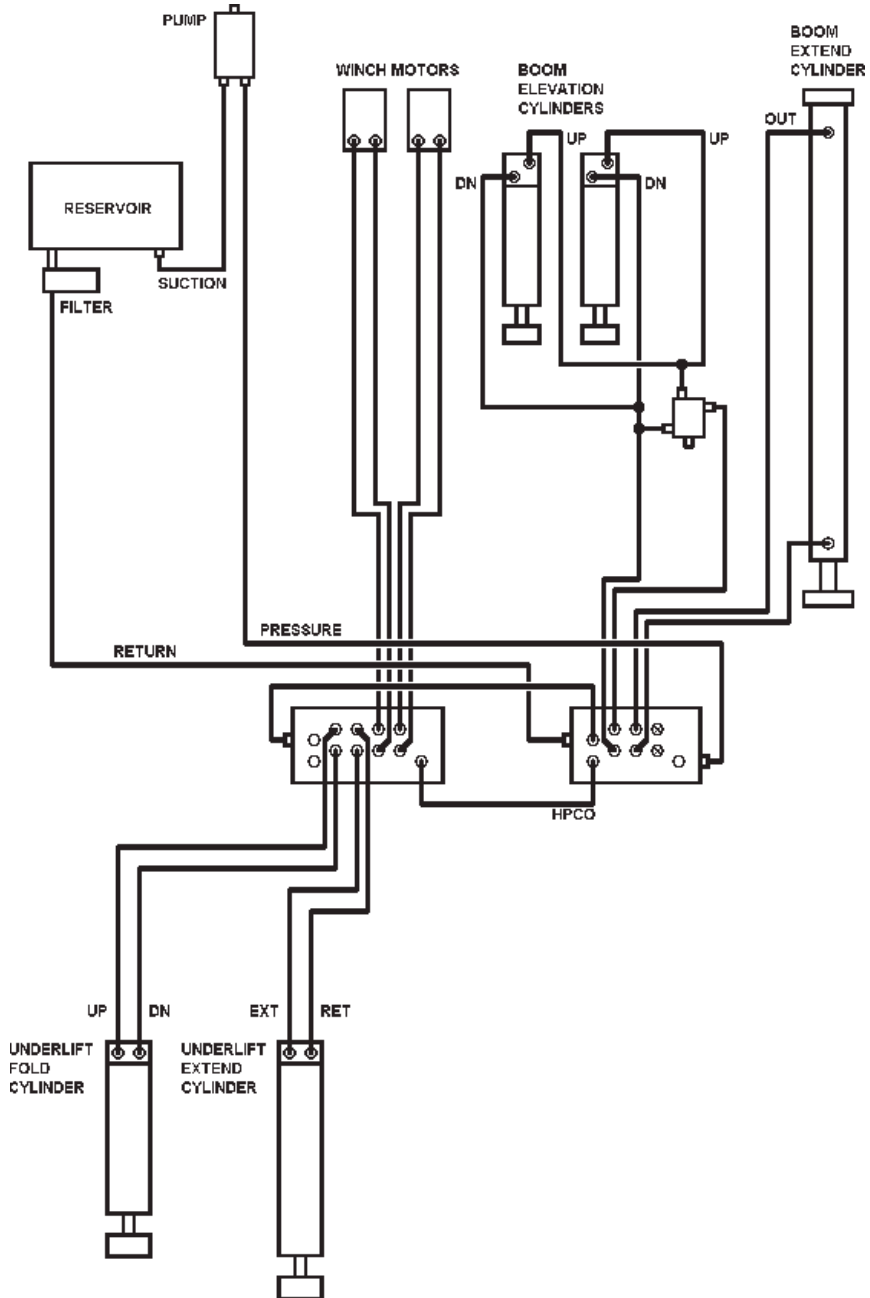 PUMP
WINCH MOTORS
BOOM
ELEVATION
CYLINDERS
BOOM
EXTEND
CYLINDER
OUT
UP
UP
DN
DN
RESERVOIR
SUCTION
FILTER
PRESSURE
RETURN
HPCO
UP
DN
EXT
RET
UNDERLIFT
FOLD
CYLINDER
UNDERLIFT
EXTEND
CYLINDER